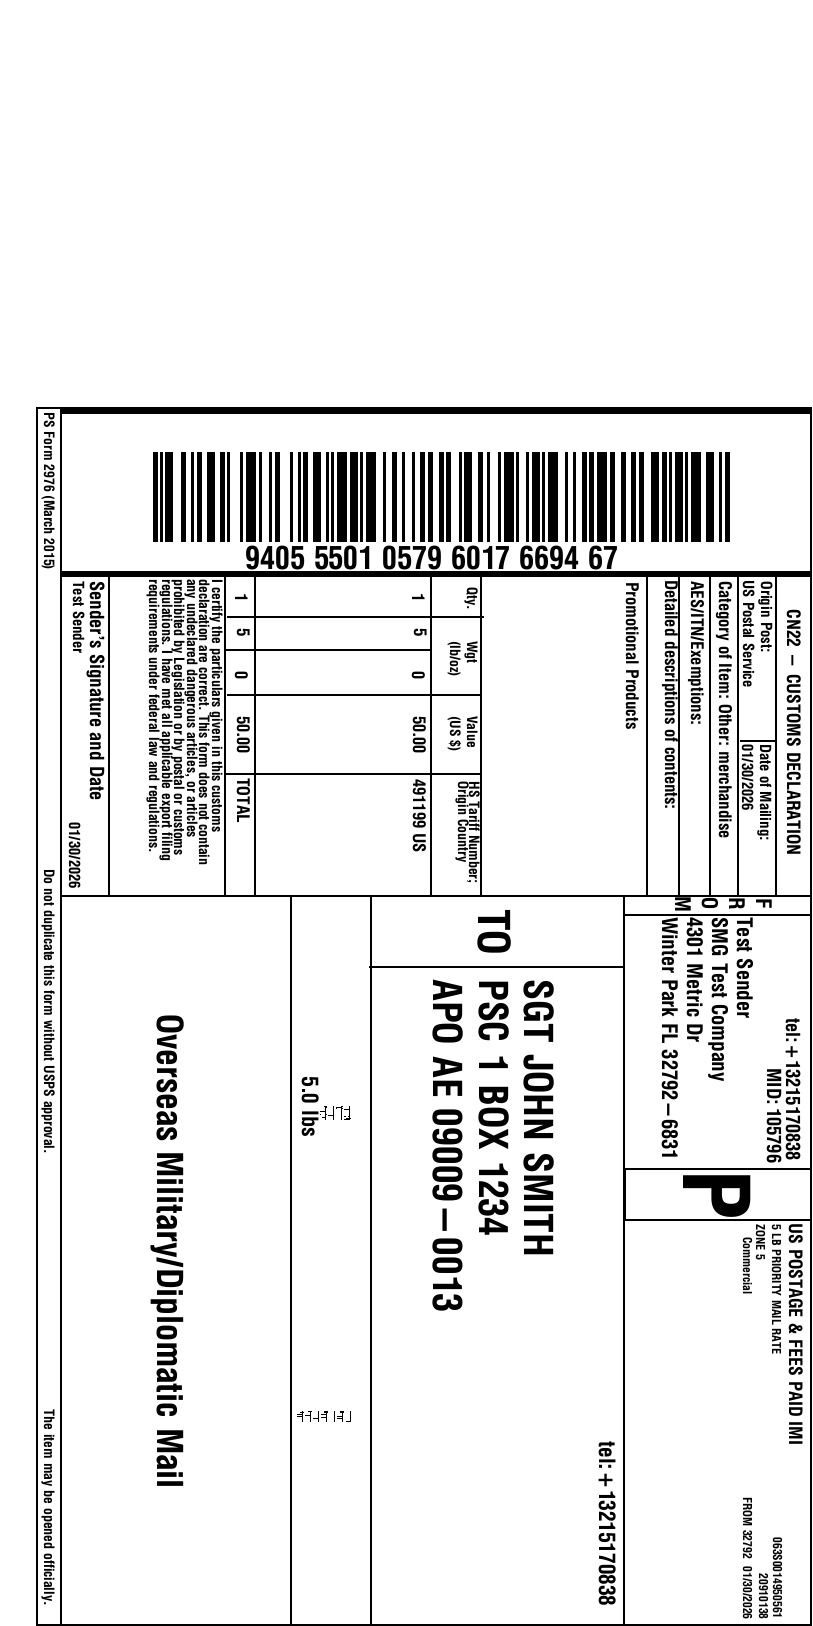 CN22 – CUSTOMS DECLARATION
Origin Post:
US Postal Service
Date of Mailing:
01/30/2026
Category of Item: Other: merchandise
AES/ITN/Exemptions:
Detailed descriptions of contents:
Promotional Products
Qty.
Wgt
(lb/oz)
Value
(US $)
HS Tariff Number;
Origin Country
1 5 0 50.00 491199 US
1 5 0 50.00 TOTAL
I certify the particulars given in this customs
declaration are correct. This form does not contain
any undeclared dangerous articles, or articles
prohibited by Legislation or by postal or customs
regulations. I have met all applicable export filing
requirements under federal law and regulations.
Sender's Signature and Date
Test Sender 01/30/2026
9405 5501 0579 6017 6694 67
FROM
tel: +13215170838
MID: 105796
Test Sender
SMG Test Company
4301 Metric Dr
Winter Park FL 32792–6831
P
US POSTAGE & FEES PAID IMI
5 LB PRIORITY MAIL RATE
ZONE 5
Commercial
063S0014950561
20910138
FROM 32792 01/30/2026
tel: +13215170838
TO
SGT JOHN SMITH
PSC 1 BOX 1234
APO AE 09009–0013
5.0 lbs
Overseas Military/Diplomatic Mail
PS Form 2976 (March 2015)
Do not duplicate this form without USPS approval.
The item may be opened officially.